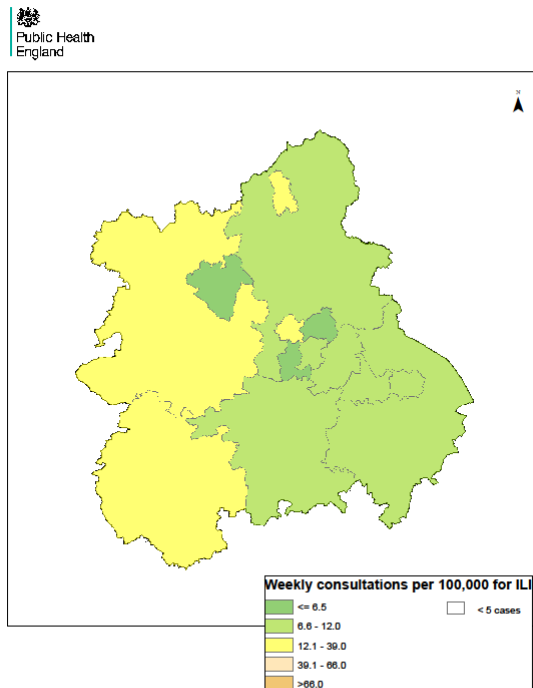 Public Health
England
N
Weekly consultations per 100,000 for ILI
<= 6.5
< 5 cases
6.6 - 12.0
12.1 - 39.0
39.1 - 66.0
>66.0